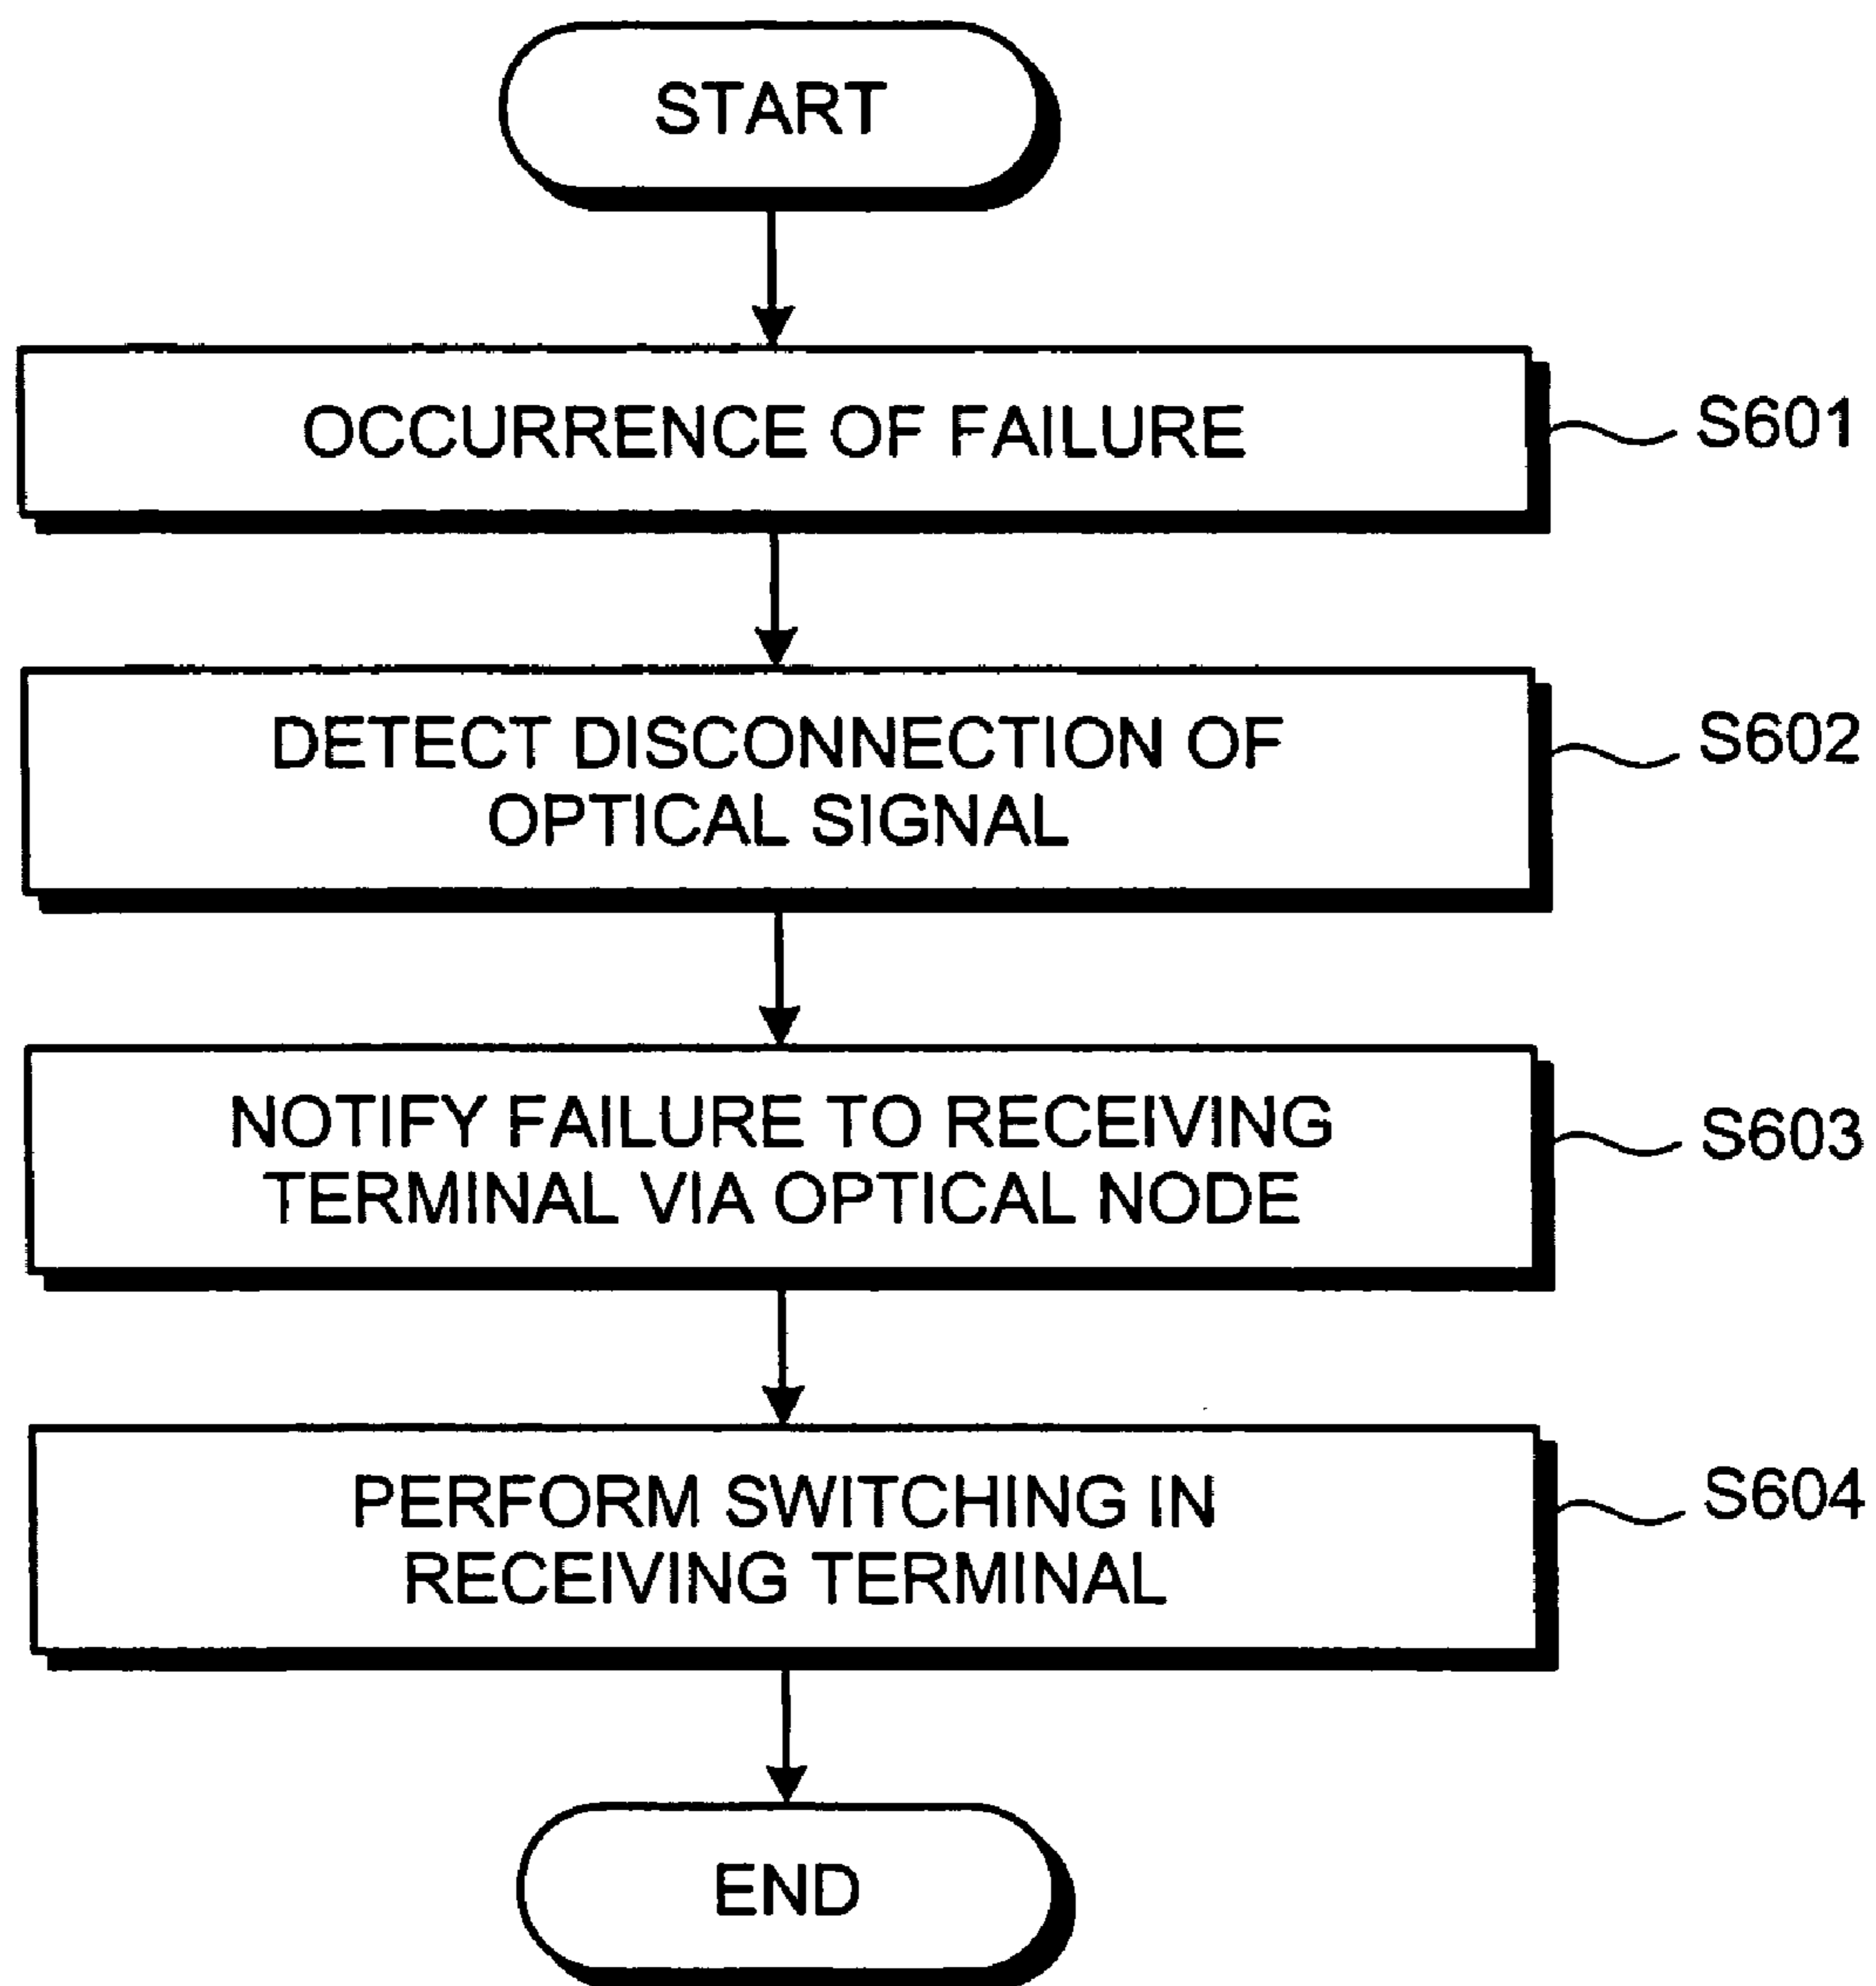 START
OCCURRENCE OF FAILURE
S601
DETECT DISCONNECTION OF
OPTICAL SIGNAL
S602
NOTIFY FAILURE TO RECEIVING
TERMINAL VIA OPTICAL NODE
S603
PERFORM SWITCHING IN
RECEIVING TERMINAL
S604
END